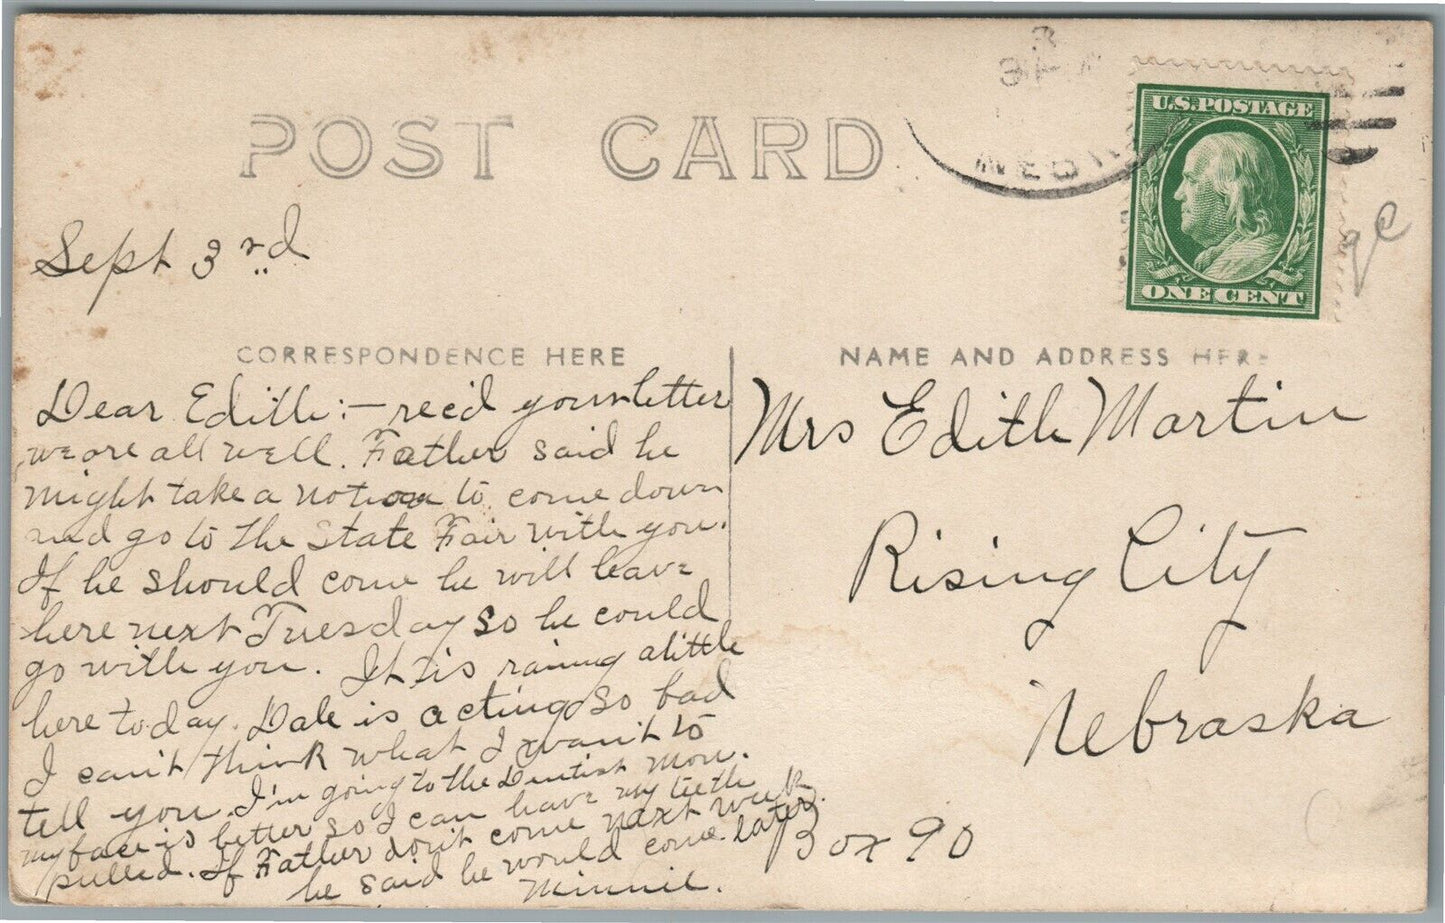 POST CARD
U.S. POSTAGE
ONE CENT
NEBR
Sept 3rd
CORRESPONDENCE HERE
NAME AND ADDRESS HERE
Dear Edith:— rec'd your letter
we are all well. Father said he
might take a notion to come down
and go to the State Fair with you.
If he should come he will leave
here next Tuesday so he could
go with you. It is raining a little
here today. Dale is acting so bad
I can't think what I want to
tell you. I'm going to the Dentist Mon.
my face is better so I can have my teeth
pulled. If Father don't come next week
he said he would come later.
Minnie.
Mrs Edith Martin
Rising City
Nebraska
Box 90